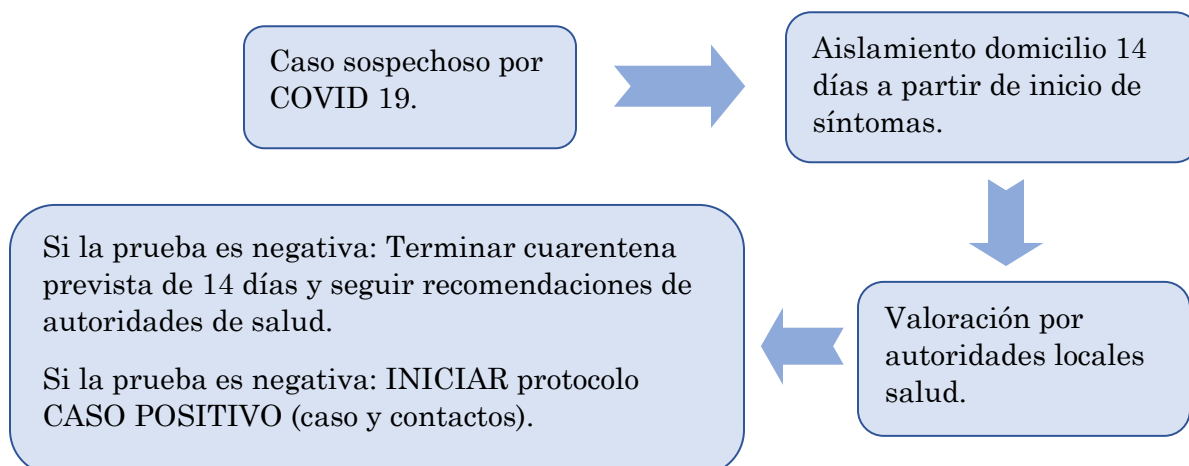 Caso sospechoso por
COVID 19.
Aislamiento domicilio 14
días a partir de inicio de
síntomas.
Valoración por
autoridades locales
salud.
Si la prueba es negativa: Terminar cuarentena
prevista de 14 días y seguir recomendaciones de
autoridades de salud.
Si la prueba es negativa: INICIAR protocolo
CASO POSITIVO (caso y contactos).